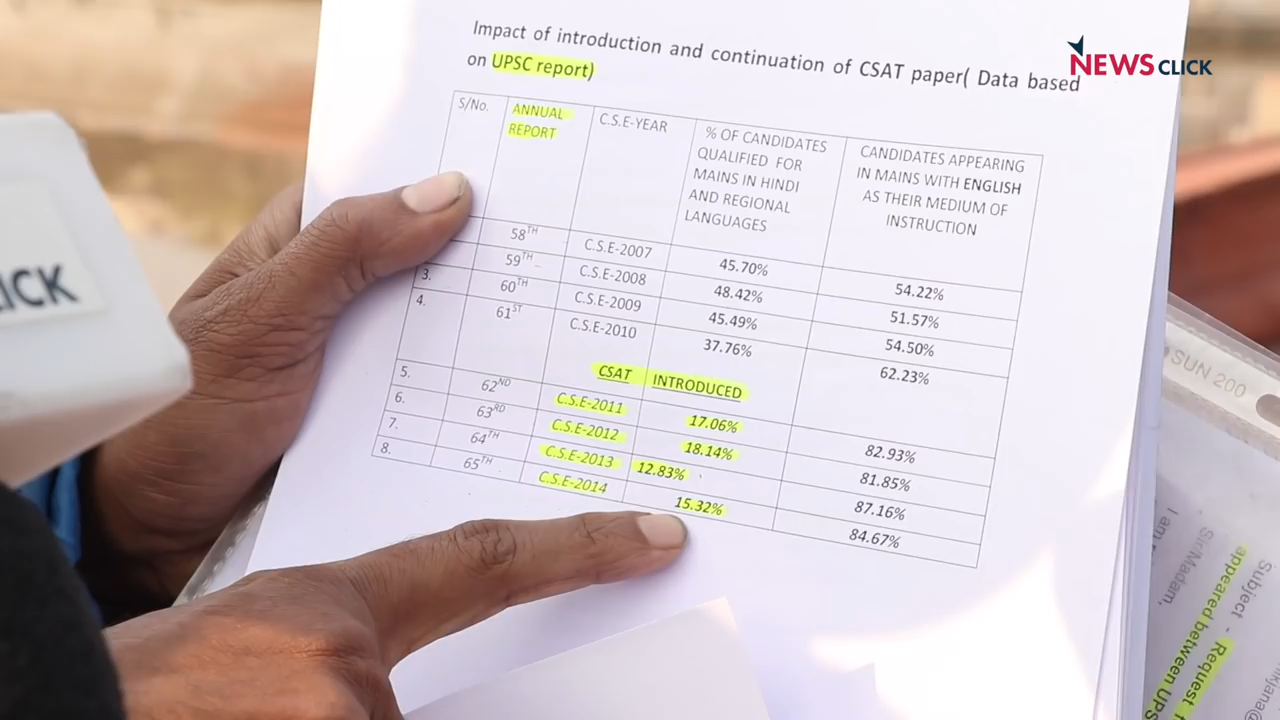 NEWSCLICK
Impact of introduction and continuation of CSAT paper( Data based
on UPSC report)
S/No. ANNUAL REPORT C.S.E-YEAR % OF CANDIDATES QUALIFIED FOR MAINS IN HINDI AND REGIONAL LANGUAGES CANDIDATES APPEARING IN MAINS WITH ENGLISH AS THEIR MEDIUM OF INSTRUCTION
58TH C.S.E-2007 45.70% 54.22%
59TH C.S.E-2008 48.42% 51.57%
3. 60TH C.S.E-2009 45.49% 54.50%
4. 61ST C.S.E-2010 37.76% 62.23%
CSAT INTRODUCED
5. 62ND C.S.E-2011 17.06% 82.93%
6. 63RD C.S.E-2012 18.14% 81.85%
7. 64TH C.S.E-2013 12.83% 87.16%
8. 65TH C.S.E-2014 15.32% 84.67%
ICK
SUN 200
Sir/Madam,
Subject - Request
appeared between UPS